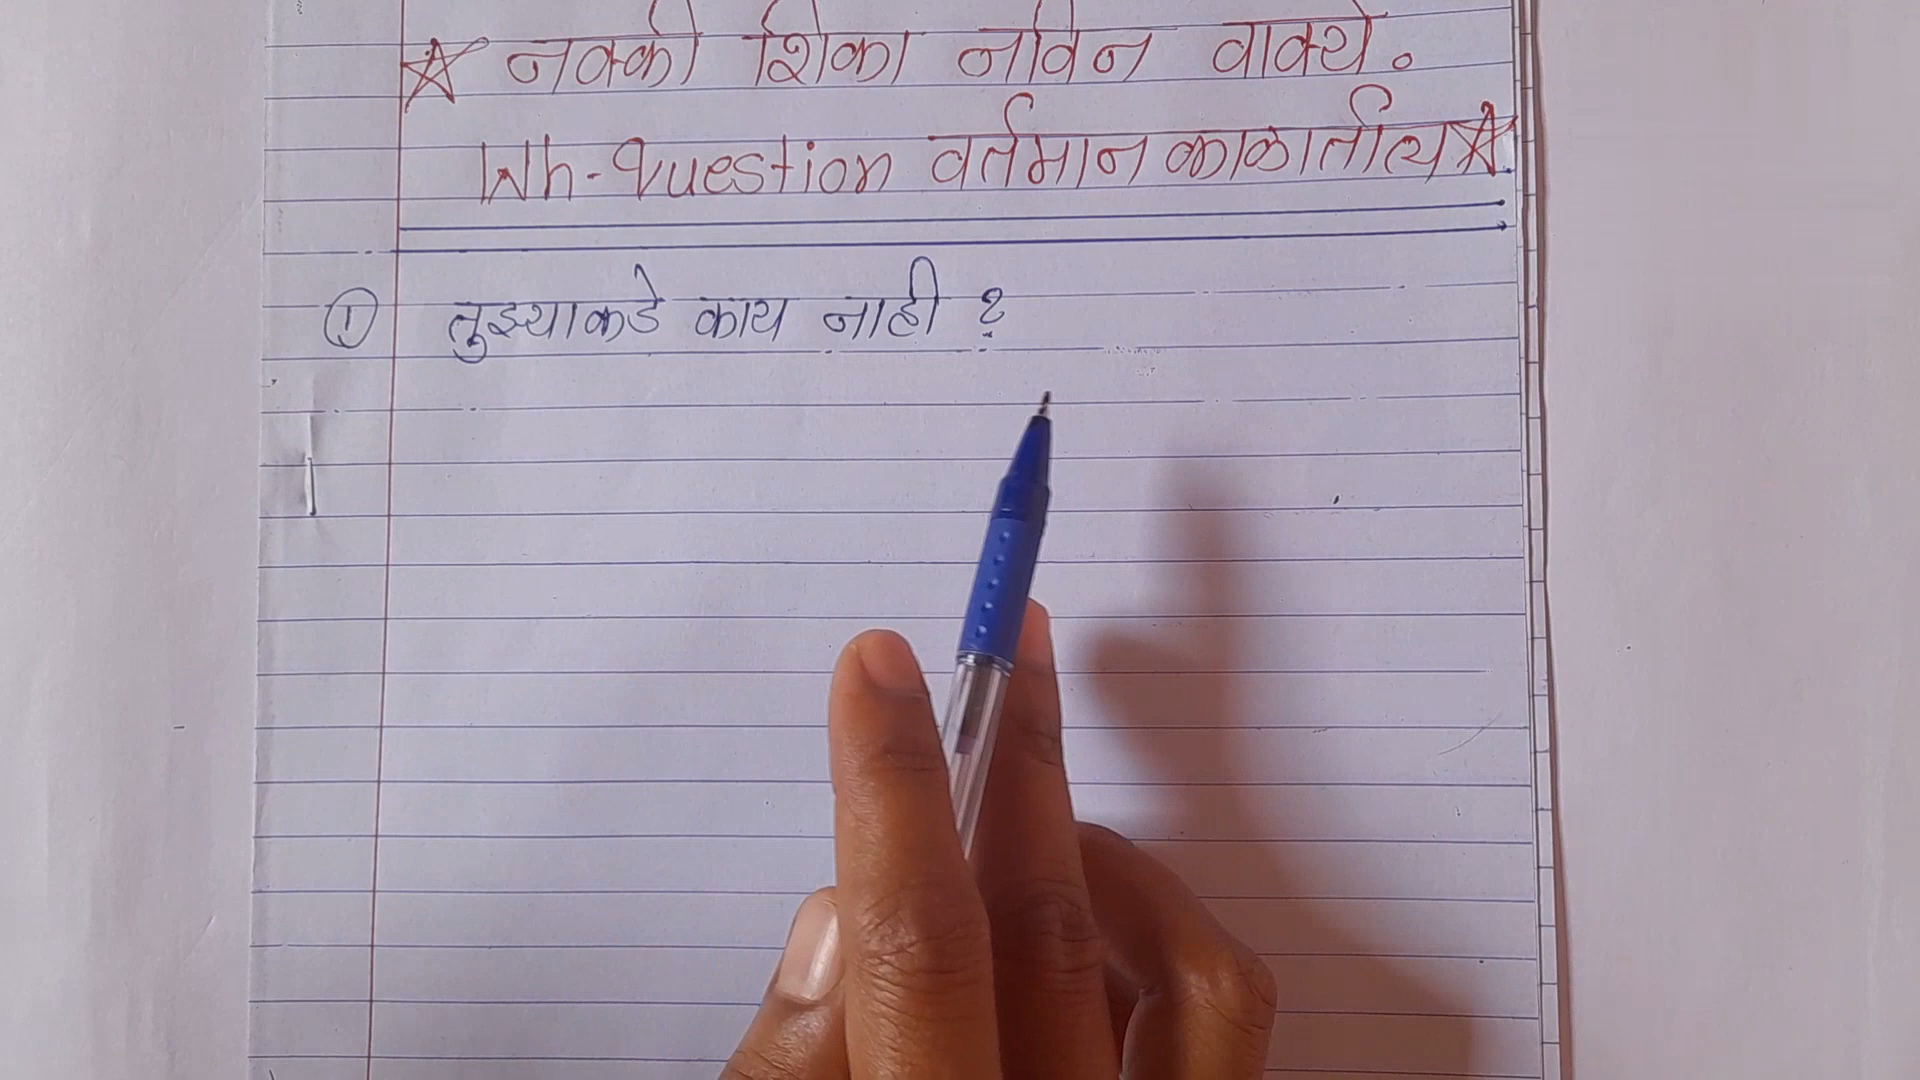 ☆ नक्की शिका नविन वाक्ये.
Wh-Question वर्तमान काळातील ☆
① तुझ्याकडे काय नाही ?